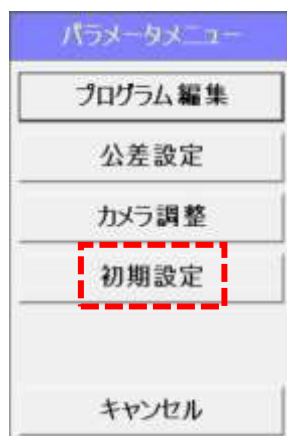 パラメータメニュー
プログラム編集
公差設定
カメラ調整
初期設定
キャンセル